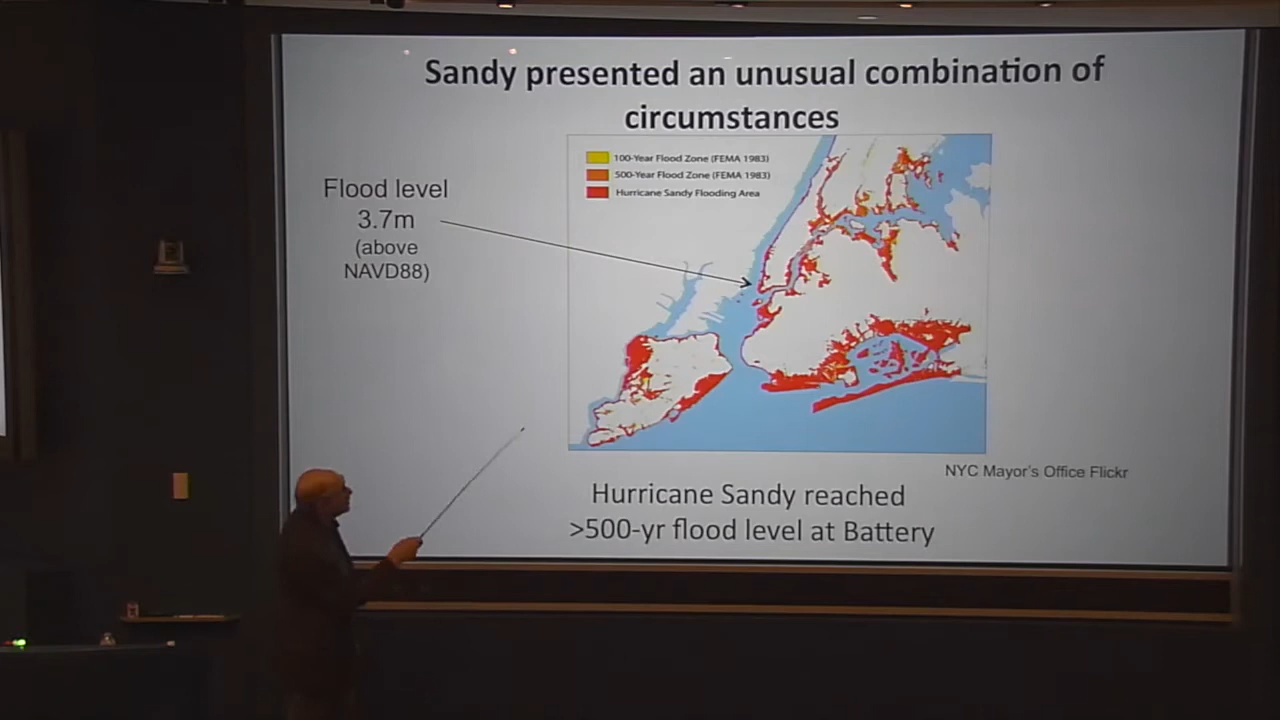 Sandy presented an unusual combination of
circumstances
100-Year Flood Zone (FEMA 1983)
500-Year Flood Zone (FEMA 1983)
Hurricane Sandy Flooding Area
Flood level
3.7m
(above
NAVD88)
NYC Mayor's Office Flickr
Hurricane Sandy reached
>500-yr flood level at Battery